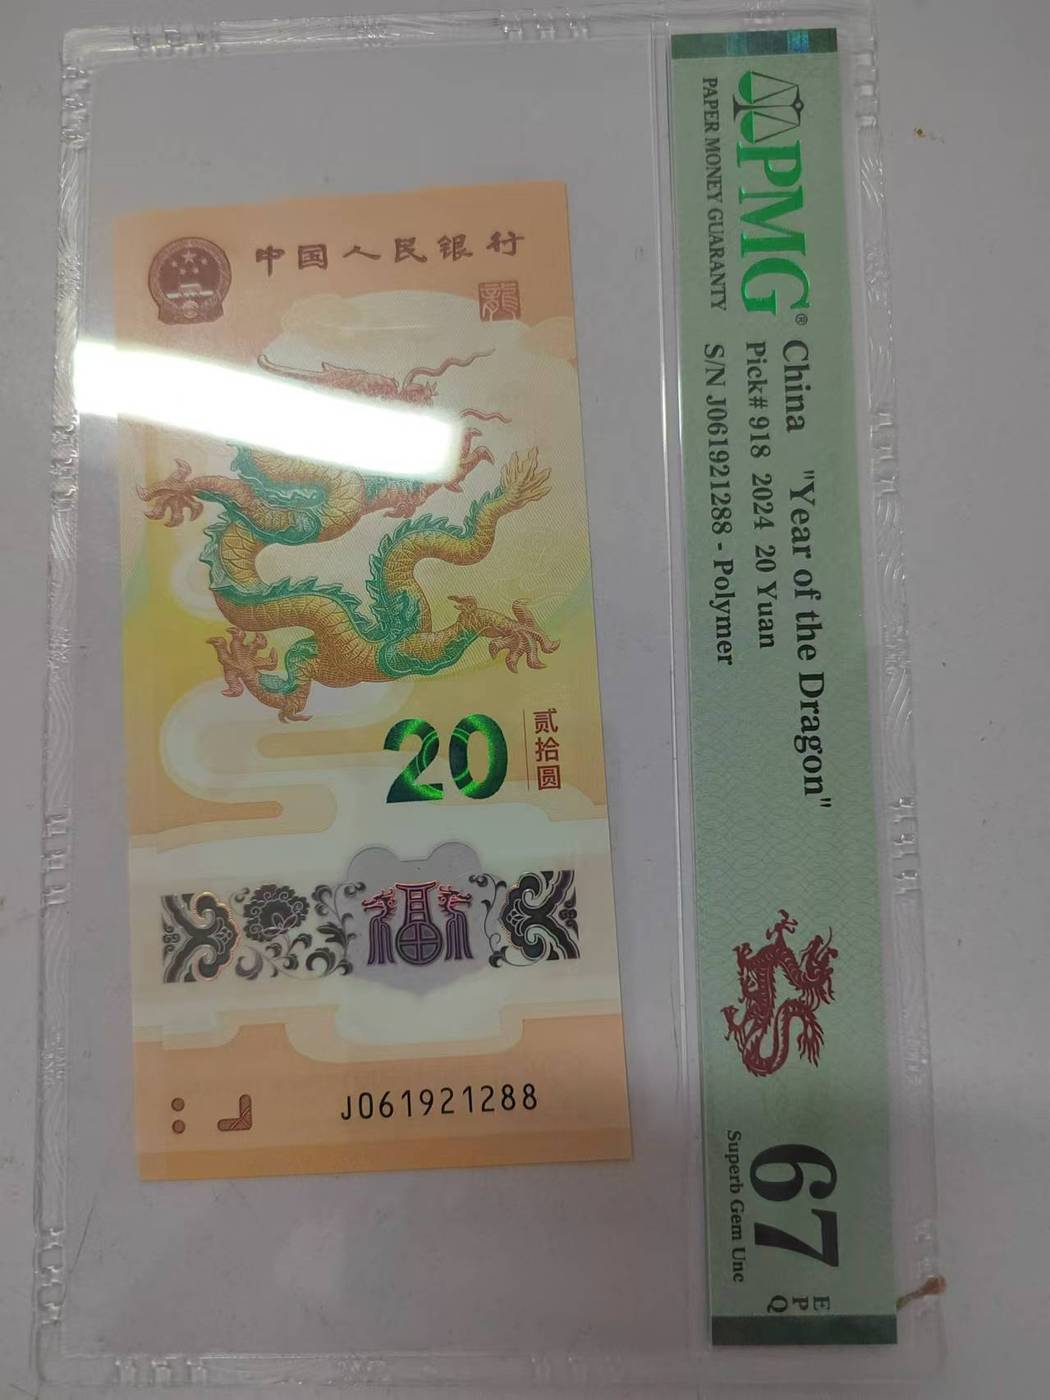 中国人民银行
龍
20
贰拾圆
J061921288
PMG®
PAPER MONEY GUARANTY
China "Year of the Dragon"
Pick# 918 2024 20 Yuan
S/N J061921288 - Polymer
67
EPQ
Superb Gem Unc